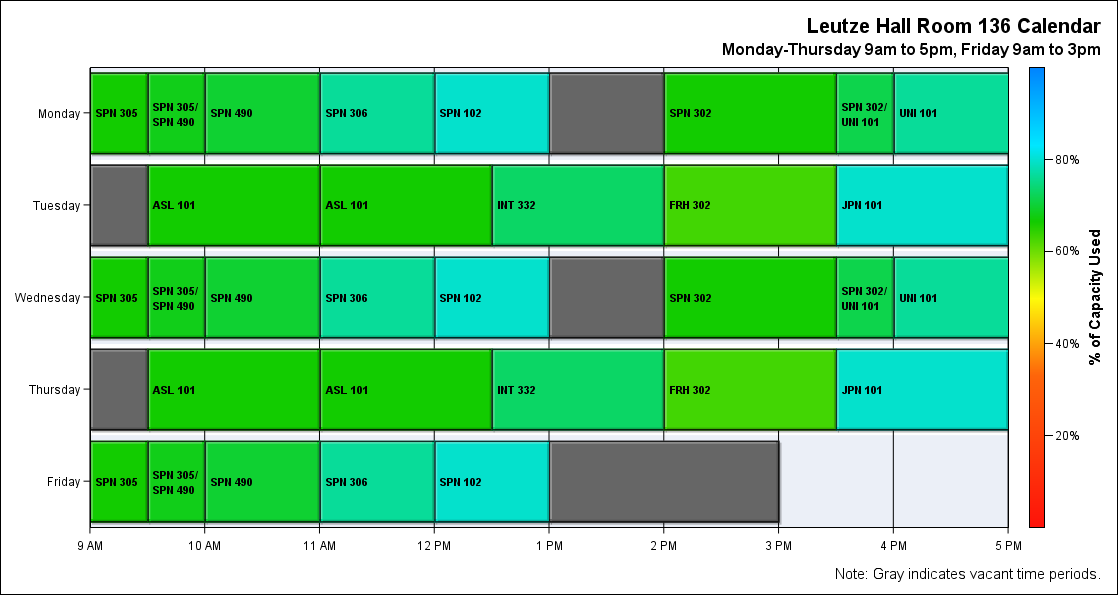 Leutze Hall Room 136 Calendar
Monday-Thursday 9am to 5pm, Friday 9am to 3pm
Monday
SPN 305
SPN 305/
SPN 490
SPN 490
SPN 306
SPN 102
SPN 302
SPN 302/
UNI 101
UNI 101
Tuesday
ASL 101
ASL 101
INT 332
FRH 302
JPN 101
Wednesday
SPN 305
SPN 305/
SPN 490
SPN 490
SPN 306
SPN 102
SPN 302
SPN 302/
UNI 101
UNI 101
Thursday
ASL 101
ASL 101
INT 332
FRH 302
JPN 101
Friday
SPN 305
SPN 305/
SPN 490
SPN 490
SPN 306
SPN 102
9 AM
10 AM
11 AM
12 PM
1 PM
2 PM
3 PM
4 PM
5 PM
80%
60%
40%
20%
% of Capacity Used
Note: Gray indicates vacant time periods.